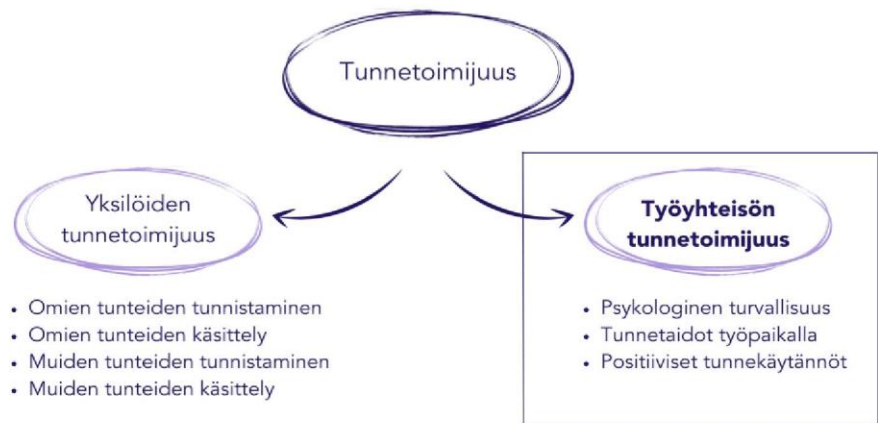 Tunnetoimijuus
Yksilöiden
tunnetoimijuus
• Omien tunteiden tunnistaminen
• Omien tunteiden käsittely
• Muiden tunteiden tunnistaminen
• Muiden tunteiden käsittely
Työyhteisön
tunnetoimijuus
• Psykologinen turvallisuus
• Tunnetaidot työpaikalla
• Positiiviset tunnekäytännöt